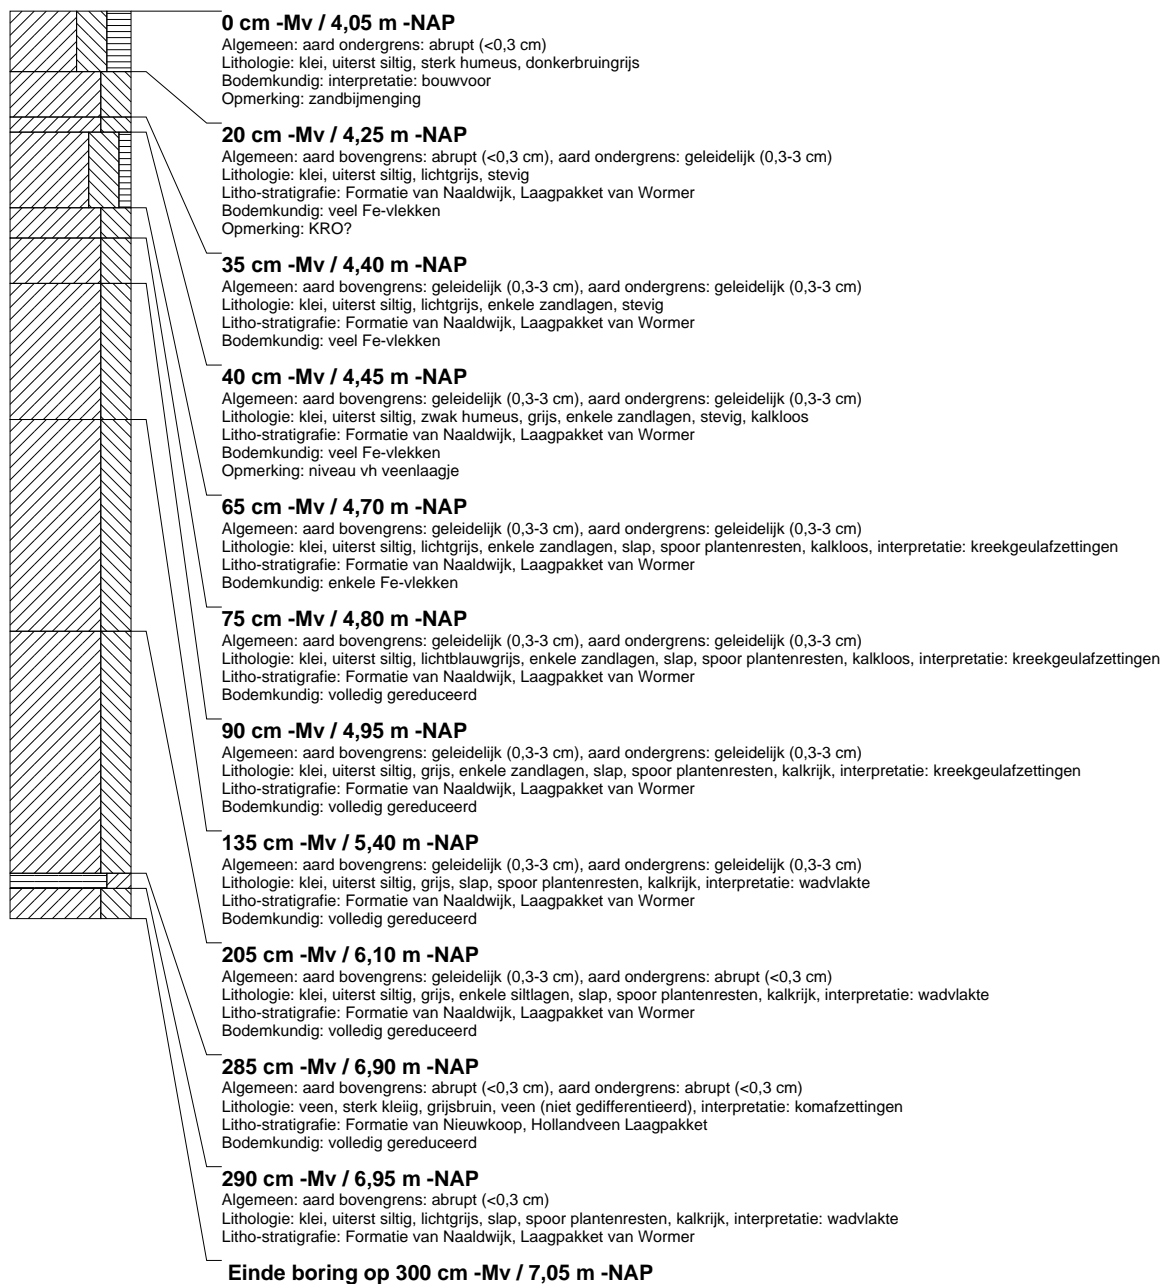 0 cm -Mv / 4,05 m -NAP
Algemeen: aard ondergrens: abrupt (<0,3 cm)
Lithologie: klei, uiterst siltig, sterk humeus, donkerbruingrijs
Bodemkundig: interpretatie: bouwvoor
Opmerking: zandbijmenging
20 cm -Mv / 4,25 m -NAP
Algemeen: aard bovengrens: abrupt (<0,3 cm), aard ondergrens: geleidelijk (0,3-3 cm)
Lithologie: klei, uiterst siltig, lichtgrijs, stevig
Litho-stratigrafie: Formatie van Naaldwijk, Laagpakket van Wormer
Bodemkundig: veel Fe-vlekken
Opmerking: KRO?
35 cm -Mv / 4,40 m -NAP
Algemeen: aard bovengrens: geleidelijk (0,3-3 cm), aard ondergrens: geleidelijk (0,3-3 cm)
Lithologie: klei, uiterst siltig, lichtgrijs, enkele zandlagen, stevig
Litho-stratigrafie: Formatie van Naaldwijk, Laagpakket van Wormer
Bodemkundig: veel Fe-vlekken
40 cm -Mv / 4,45 m -NAP
Algemeen: aard bovengrens: geleidelijk (0,3-3 cm), aard ondergrens: geleidelijk (0,3-3 cm)
Lithologie: klei, uiterst siltig, zwak humeus, grijs, enkele zandlagen, stevig, kalkloos
Litho-stratigrafie: Formatie van Naaldwijk, Laagpakket van Wormer
Bodemkundig: veel Fe-vlekken
Opmerking: niveau vh veenlaagje
65 cm -Mv / 4,70 m -NAP
Algemeen: aard bovengrens: geleidelijk (0,3-3 cm), aard ondergrens: geleidelijk (0,3-3 cm)
Lithologie: klei, uiterst siltig, lichtgrijs, enkele zandlagen, slap, spoor plantenresten, kalkloos, interpretatie: kreekgeulafzettingen
Litho-stratigrafie: Formatie van Naaldwijk, Laagpakket van Wormer
Bodemkundig: enkele Fe-vlekken
75 cm -Mv / 4,80 m -NAP
Algemeen: aard bovengrens: geleidelijk (0,3-3 cm), aard ondergrens: geleidelijk (0,3-3 cm)
Lithologie: klei, uiterst siltig, lichtblauwgrijs, enkele zandlagen, slap, spoor plantenresten, kalkloos, interpretatie: kreekgeulafzettingen
Litho-stratigrafie: Formatie van Naaldwijk, Laagpakket van Wormer
Bodemkundig: volledig gereduceerd
90 cm -Mv / 4,95 m -NAP
Algemeen: aard bovengrens: geleidelijk (0,3-3 cm), aard ondergrens: geleidelijk (0,3-3 cm)
Lithologie: klei, uiterst siltig, grijs, enkele zandlagen, slap, spoor plantenresten, kalkrijk, interpretatie: kreekgeulafzettingen
Litho-stratigrafie: Formatie van Naaldwijk, Laagpakket van Wormer
Bodemkundig: volledig gereduceerd
135 cm -Mv / 5,40 m -NAP
Algemeen: aard bovengrens: geleidelijk (0,3-3 cm), aard ondergrens: geleidelijk (0,3-3 cm)
Lithologie: klei, uiterst siltig, grijs, slap, spoor plantenresten, kalkrijk, interpretatie: wadvlakte
Litho-stratigrafie: Formatie van Naaldwijk, Laagpakket van Wormer
Bodemkundig: volledig gereduceerd
205 cm -Mv / 6,10 m -NAP
Algemeen: aard bovengrens: geleidelijk (0,3-3 cm), aard ondergrens: abrupt (<0,3 cm)
Lithologie: klei, uiterst siltig, grijs, enkele siltlagen, slap, spoor plantenresten, kalkrijk, interpretatie: wadvlakte
Litho-stratigrafie: Formatie van Naaldwijk, Laagpakket van Wormer
Bodemkundig: volledig gereduceerd
285 cm -Mv / 6,90 m -NAP
Algemeen: aard bovengrens: abrupt (<0,3 cm), aard ondergrens: abrupt (<0,3 cm)
Lithologie: veen, sterk kleiig, grijsbruin, veen (niet gedifferentieerd), interpretatie: komafzettingen
Litho-stratigrafie: Formatie van Nieuwkoop, Hollandveen Laagpakket
Bodemkundig: volledig gereduceerd
290 cm -Mv / 6,95 m -NAP
Algemeen: aard bovengrens: abrupt (<0,3 cm)
Lithologie: klei, uiterst siltig, lichtgrijs, slap, spoor plantenresten, kalkrijk, interpretatie: wadvlakte
Litho-stratigrafie: Formatie van Naaldwijk, Laagpakket van Wormer
Einde boring op 300 cm -Mv / 7,05 m -NAP